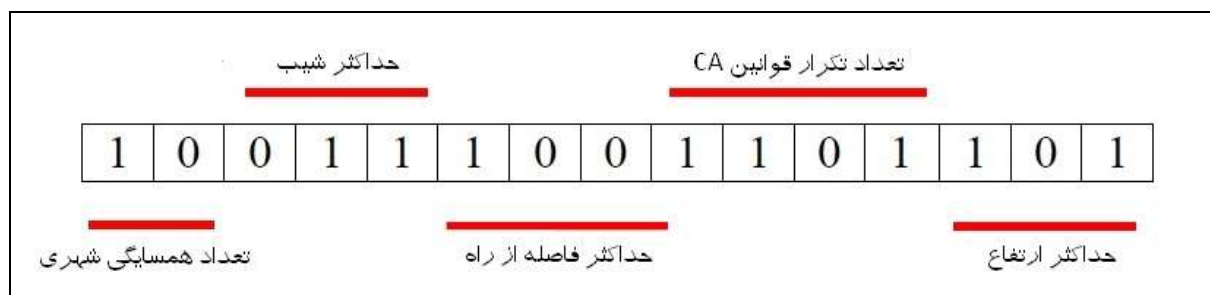 حداکثر شیب
تعداد تکرار قوانین CA
1 0 0 1 1 1 0 0 1 1 0 1 1 0 1
تعداد همسایگی شهری
حداکثر فاصله از راه
حداکثر ارتفاع